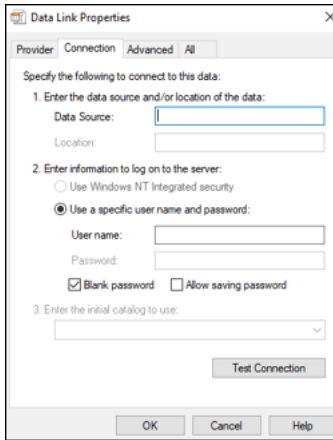 Data Link Properties
Provider Connection Advanced All
Specify the following to connect to this data:
1. Enter the data source and/or location of the data:
Data Source:
Location:
2. Enter information to log on to the server:
Use Windows NT Integrated security
Use a specific user name and password:
User name:
Password:
Blank password Allow saving password
3. Enter the initial catalog to use:
Test Connection
OK Cancel Help